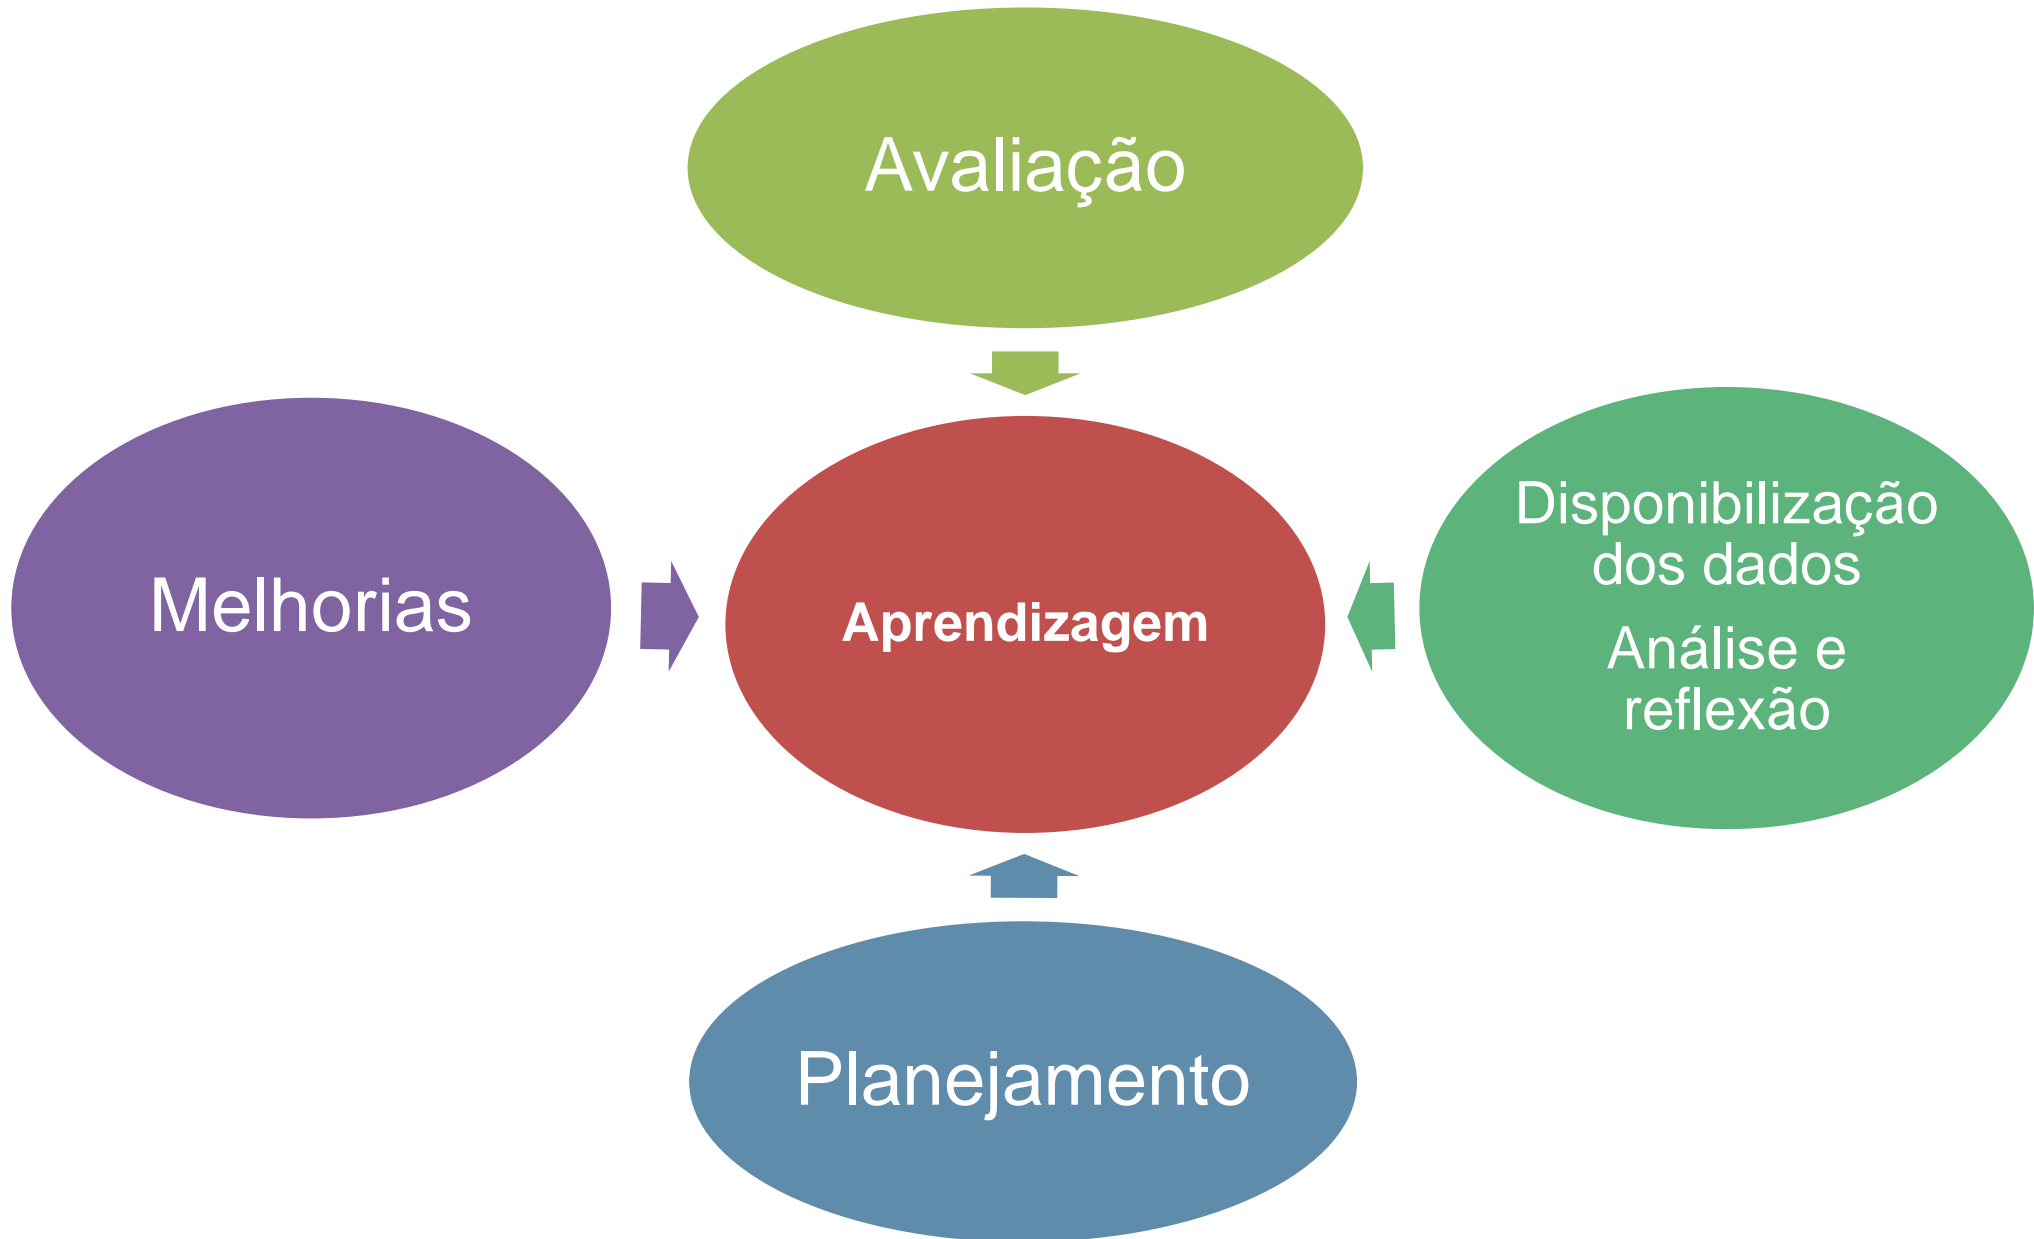 Avaliação
Melhorias
Aprendizagem
Disponibilização
dos dados
Análise e
reflexão
Planejamento